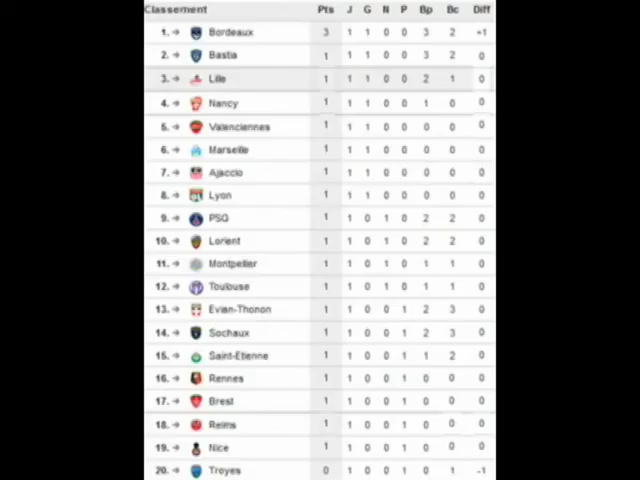 Classement Pts J G N P Bp Bc Diff
1. → Bordeaux 3 1 1 0 0 3 2 +1
2. → Bastia 1 1 1 0 0 3 2 0
3. → Lille 1 1 1 0 0 2 1 0
4. → Nancy 1 1 1 0 0 1 0 0
5. → Valenciennes 1 1 1 0 0 0 0 0
6. → Marseille 1 1 1 0 0 0 0 0
7. → Ajaccio 1 1 1 0 0 0 0 0
8. → Lyon 1 1 1 0 0 0 0 0
9. → PSG 1 1 0 1 0 2 2 0
10. → Lorient 1 1 0 1 0 2 2 0
11. → Montpellier 1 1 0 1 0 1 1 0
12. → Toulouse 1 1 0 1 0 1 1 0
13. → Evian-Thonon 1 1 0 0 1 2 3 0
14. → Sochaux 1 1 0 0 1 2 3 0
15. → Saint-Etienne 1 1 0 0 1 1 2 0
16. → Rennes 1 1 0 0 1 0 0 0
17. → Brest 1 1 0 0 1 0 0 0
18. → Reims 1 1 0 0 1 0 0 0
19. → Nice 1 1 0 0 1 0 0 0
20. → Troyes 0 1 0 0 1 0 1 -1